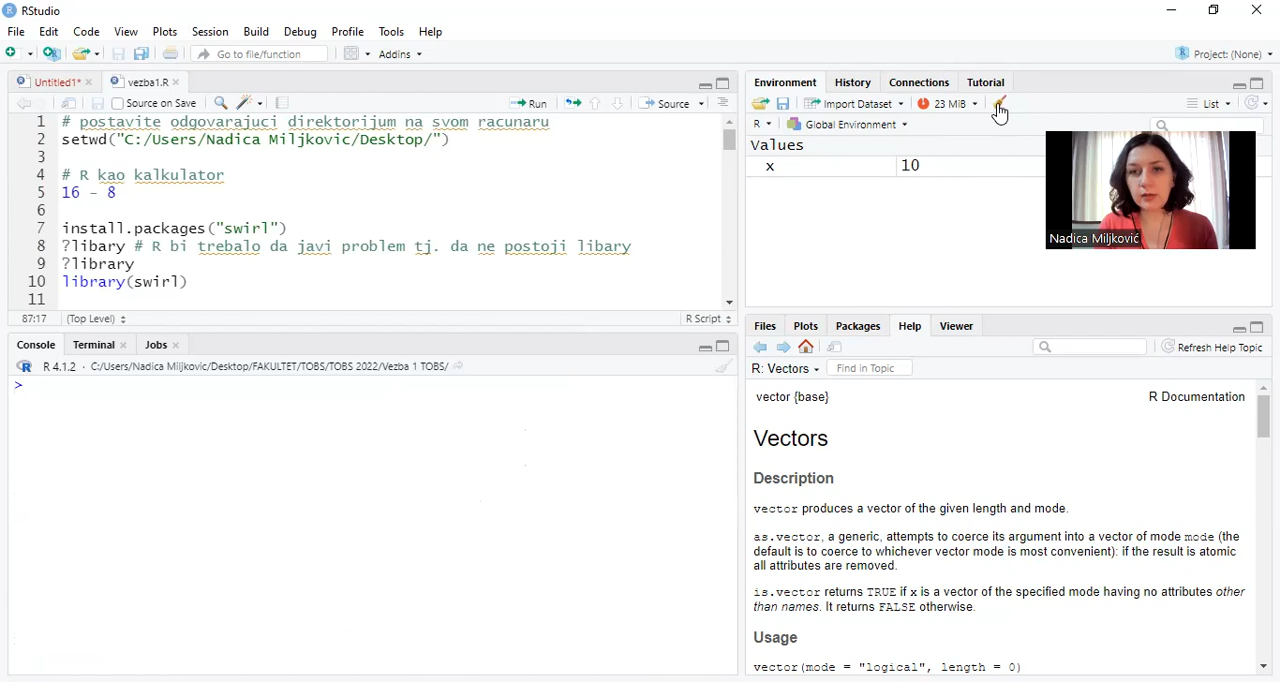 RStudio
File Edit Code View Plots Session Build Debug Profile Tools Help
Go to file/function Addins Project: (None)
Untitled1* vezba1.R
Source on Save Run Source
1 # postavite odgovarajuci direktorijum na svom racunaru
2 setwd("C:/Users/Nadica Miljkovic/Desktop/")
3
4 # R kao kalkulator
5 16 - 8
6
7 install.packages("swirl")
8 ?libary # R bi trebalo da javi problem tj. da ne postoji libary
9 ?library
10 library(swirl)
11
87:17 (Top Level) R Script
Console Terminal Jobs
R 4.1.2 · C:/Users/Nadica Miljkovic/Desktop/FAKULTET/TOBS/TOBS 2022/Vezba 1 TOBS/
>
Environment History Connections Tutorial
Import Dataset 23 MiB List
R Global Environment
Values
x 10
Nadica Miljković
Files Plots Packages Help Viewer
Refresh Help Topic
R: Vectors Find in Topic
vector {base} R Documentation
Vectors
Description
vector produces a vector of the given length and mode.
as.vector, a generic, attempts to coerce its argument into a vector of mode mode (the
default is to coerce to whichever vector mode is most convenient): if the result is atomic
all attributes are removed.
is.vector returns TRUE if x is a vector of the specified mode having no attributes other
than names. It returns FALSE otherwise.
Usage
vector(mode = "logical", length = 0)